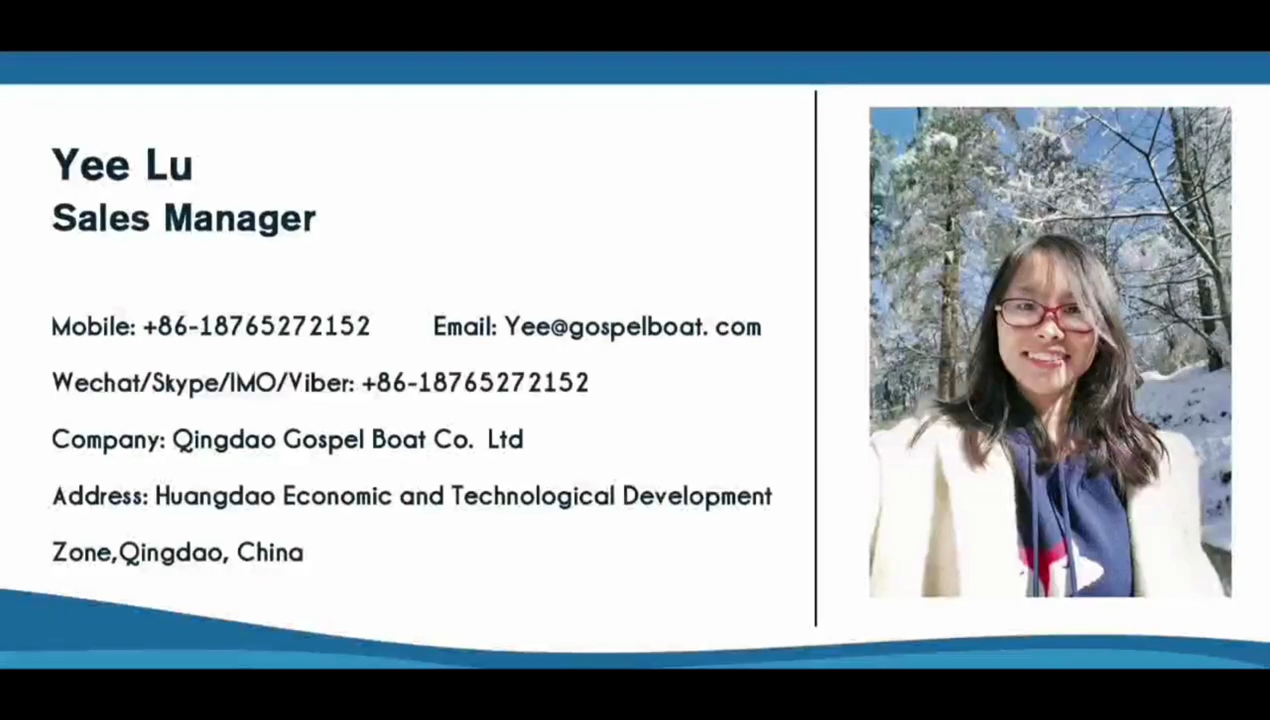 Yee Lu
Sales Manager
Mobile: +86-18765272152 Email: Yee@gospelboat. com
Wechat/Skype/IMO/Viber: +86-18765272152
Company: Qingdao Gospel Boat Co. Ltd
Address: Huangdao Economic and Technological Development
Zone,Qingdao, China